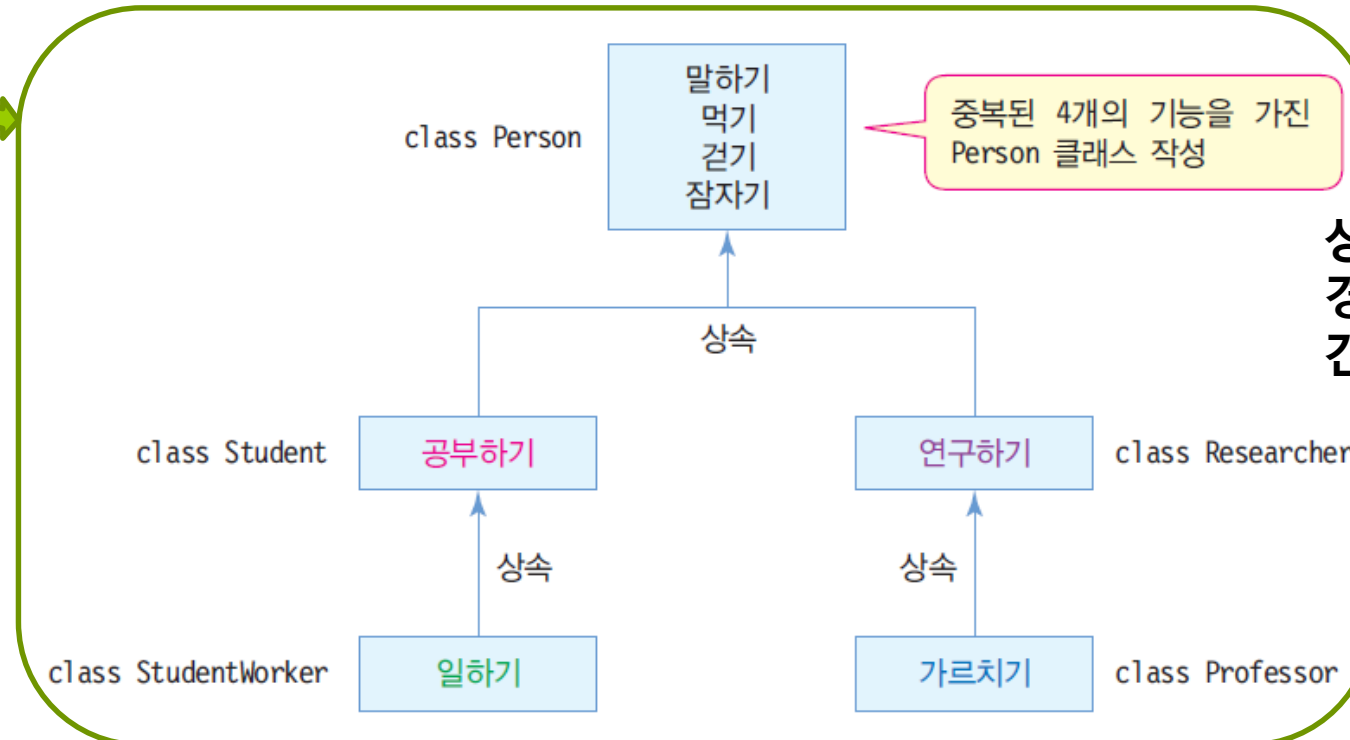 말하기
먹기
걷기
잠자기
class Person
중복된 4개의 기능을 가진
Person 클래스 작성
상속
class Student
공부하기
연구하기
class Researcher
상속
상속
class StudentWorker
일하기
가르치기
class Professor